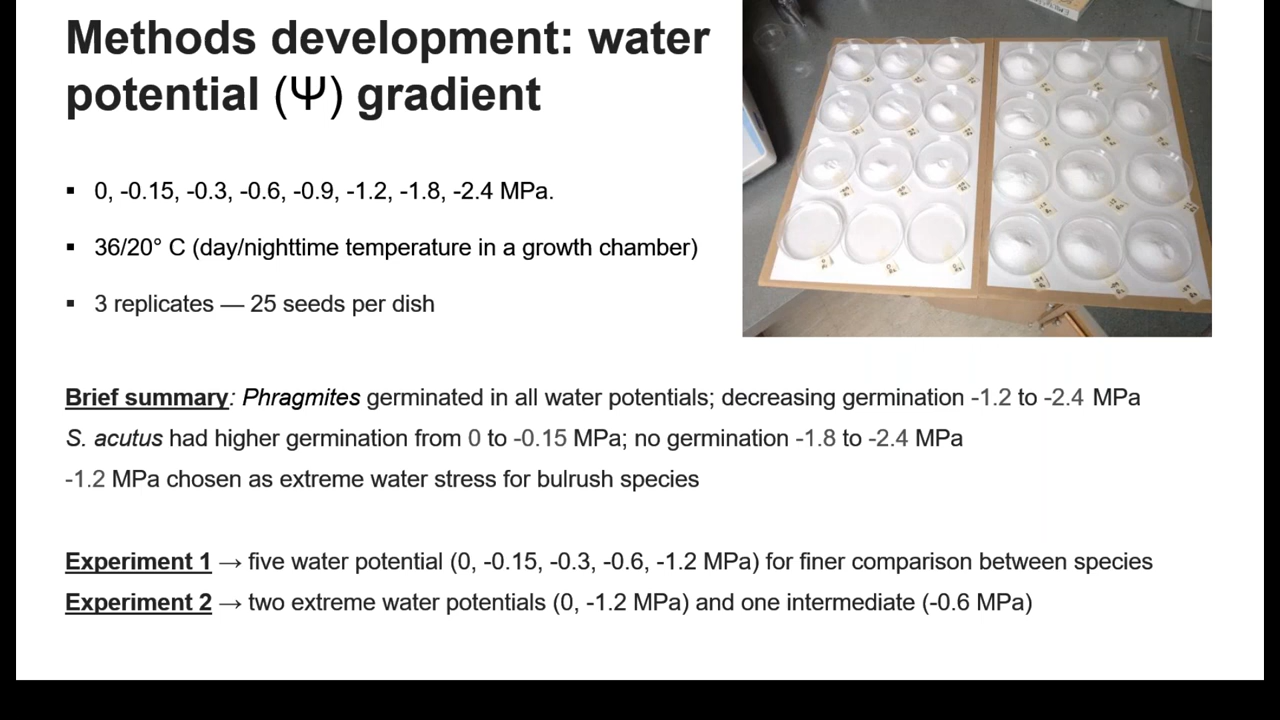 Methods development: water
potential (Ψ) gradient
▪ 0, -0.15, -0.3, -0.6, -0.9, -1.2, -1.8, -2.4 MPa.
▪ 36/20° C (day/nighttime temperature in a growth chamber)
▪ 3 replicates — 25 seeds per dish
Brief summary: Phragmites germinated in all water potentials; decreasing germination -1.2 to -2.4 MPa
S. acutus had higher germination from 0 to -0.15 MPa; no germination -1.8 to -2.4 MPa
-1.2 MPa chosen as extreme water stress for bulrush species
Experiment 1 → five water potential (0, -0.15, -0.3, -0.6, -1.2 MPa) for finer comparison between species
Experiment 2 → two extreme water potentials (0, -1.2 MPa) and one intermediate (-0.6 MPa)